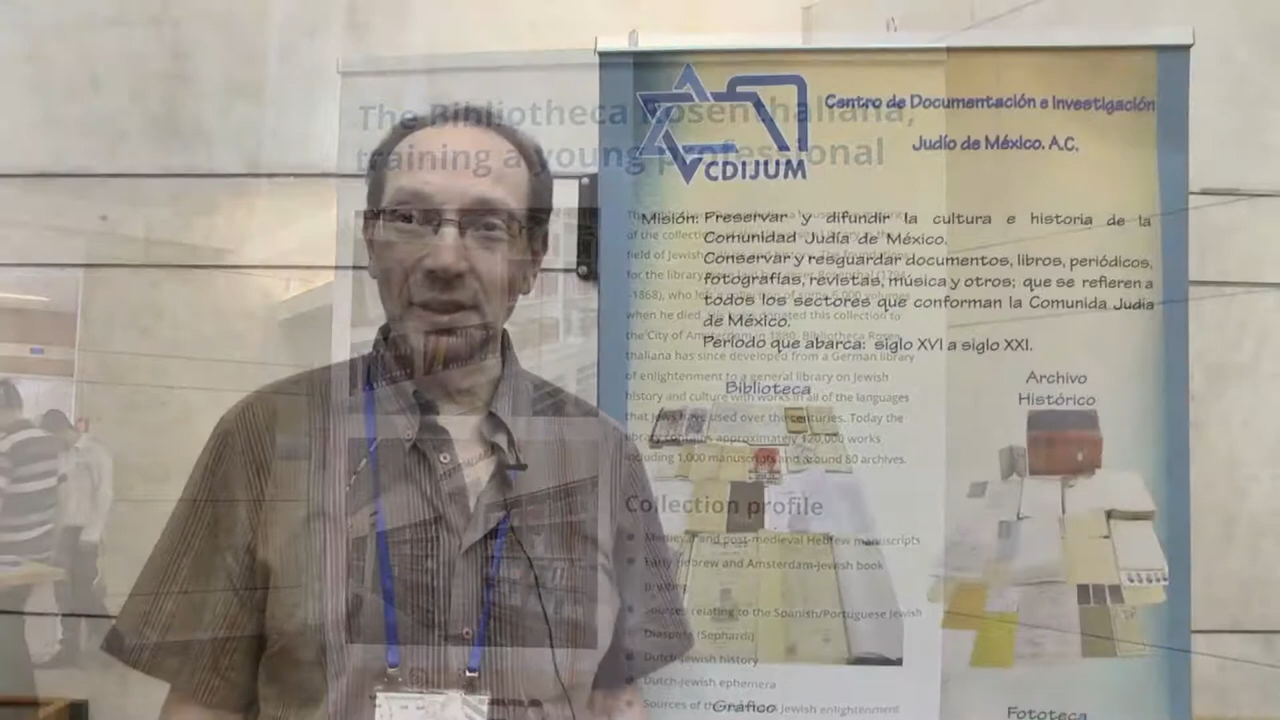 Centro de Documentación e Investigación
Judío de México, A.C.
CDIJUM
Misión: Preservar y difundir la cultura e historia de la
Comunidad Judía de México.
Conservar y resguardar documentos, libros, periódicos,
fotografías, revistas, música y otros; que se refieren a
todos los sectores que conforman la Comunida Judía
de México.
Período que abarca: siglo XVI a siglo XXI.
Biblioteca
Archivo
Histórico
Gráfico
Fototeca
The Bibliotheca Rosenthaliana,
training a young professional
of the collections
field of Jewish
for the library
-1868), who
when he died. donated this collection to
the City of Amsterdam in 1880. Bibliotheca Rosen-
thaliana has since developed from a German library
of enlightenment to a general library on Jewish
history and culture with works in all of the languages
that Jews have used over the centuries. Today the
library contains approximately 120,000 works
including 1,000 manuscripts and around 80 archives.
Collection profile
Medieval and post-medieval Hebrew manuscripts
Early Hebrew and Amsterdam-Jewish book
printing
Sources relating to the Spanish/Portuguese Jewish
Diaspora (Sephardi)
Dutch-Jewish history
Dutch-Jewish ephemera
Sources of the Jewish enlightenment